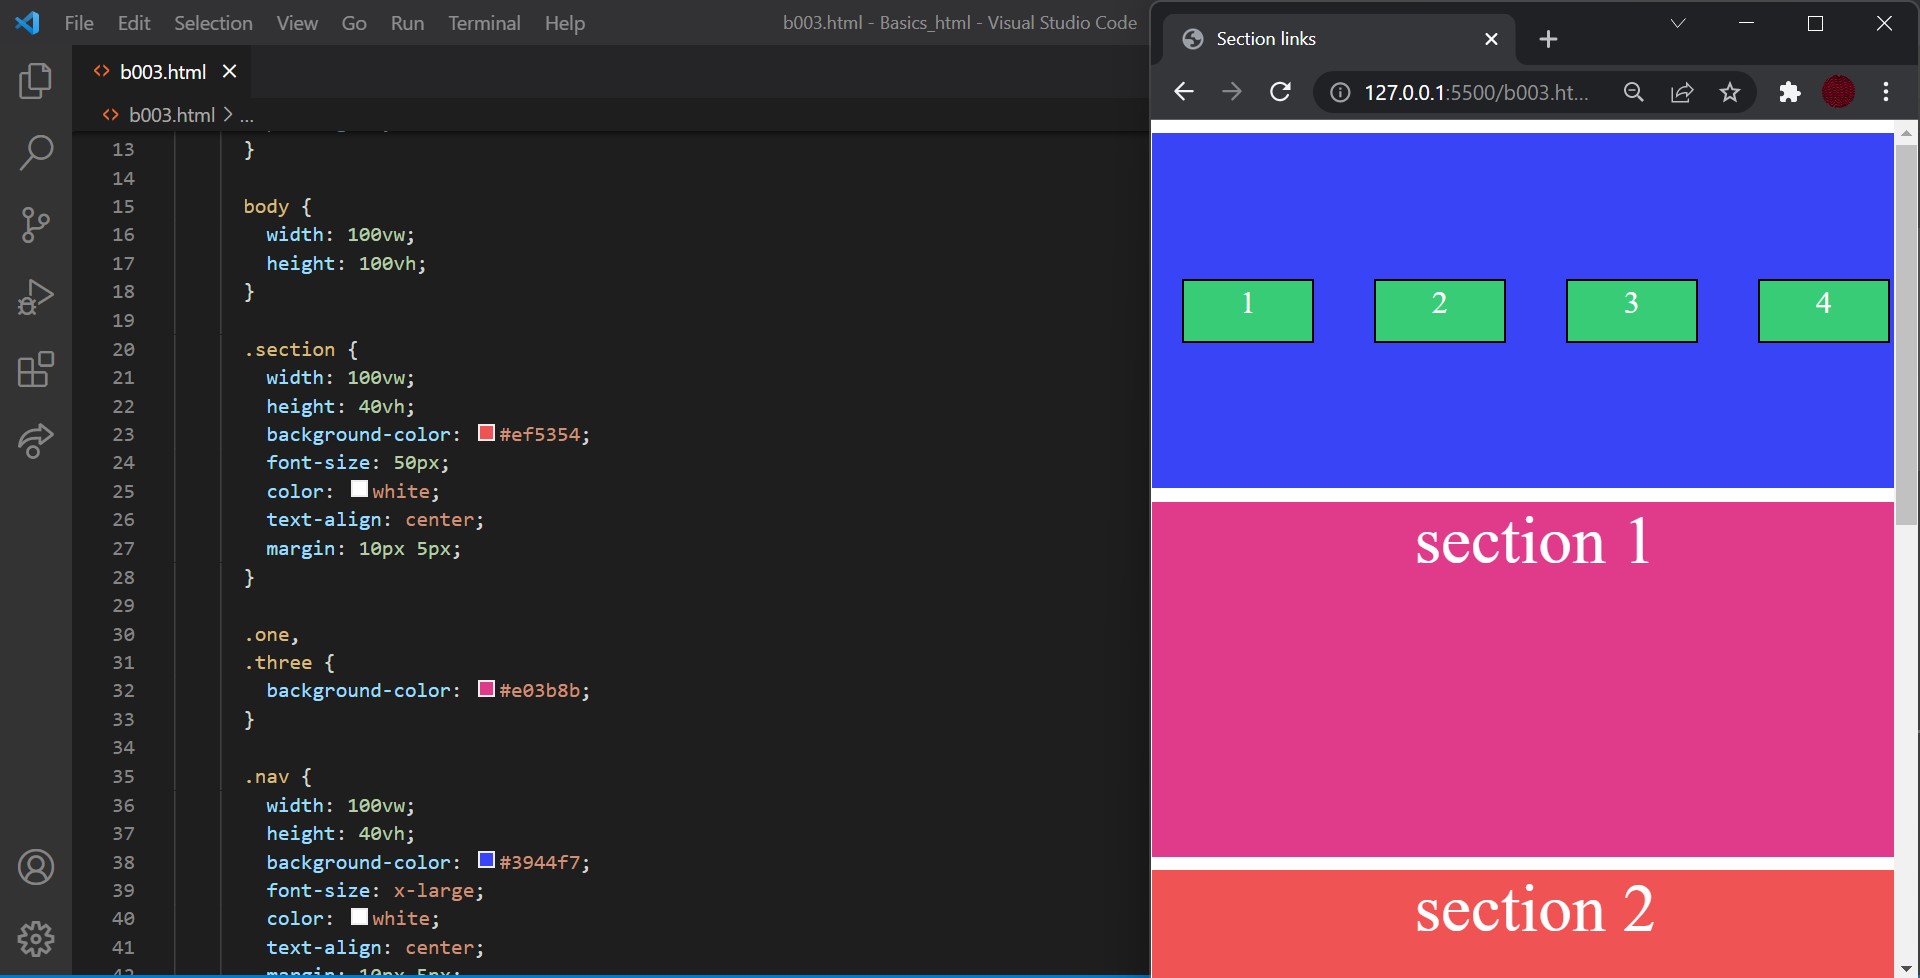 File Edit Selection View Go Run Terminal Help
b003.html - Basics_html - Visual Studio Code
b003.html
b003.html > ...
13 }
14
15 body {
16 width: 100vw;
17 height: 100vh;
18 }
19
20 .section {
21 width: 100vw;
22 height: 40vh;
23 background-color: #ef5354;
24 font-size: 50px;
25 color: white;
26 text-align: center;
27 margin: 10px 5px;
28 }
29
30 .one,
31 .three {
32 background-color: #e03b8b;
33 }
34
35 .nav {
36 width: 100vw;
37 height: 40vh;
38 background-color: #3944f7;
39 font-size: x-large;
40 color: white;
41 text-align: center;
42 margin: 10px 5px;
Section links
127.0.0.1:5500/b003.ht...
1 2 3 4
section 1
section 2